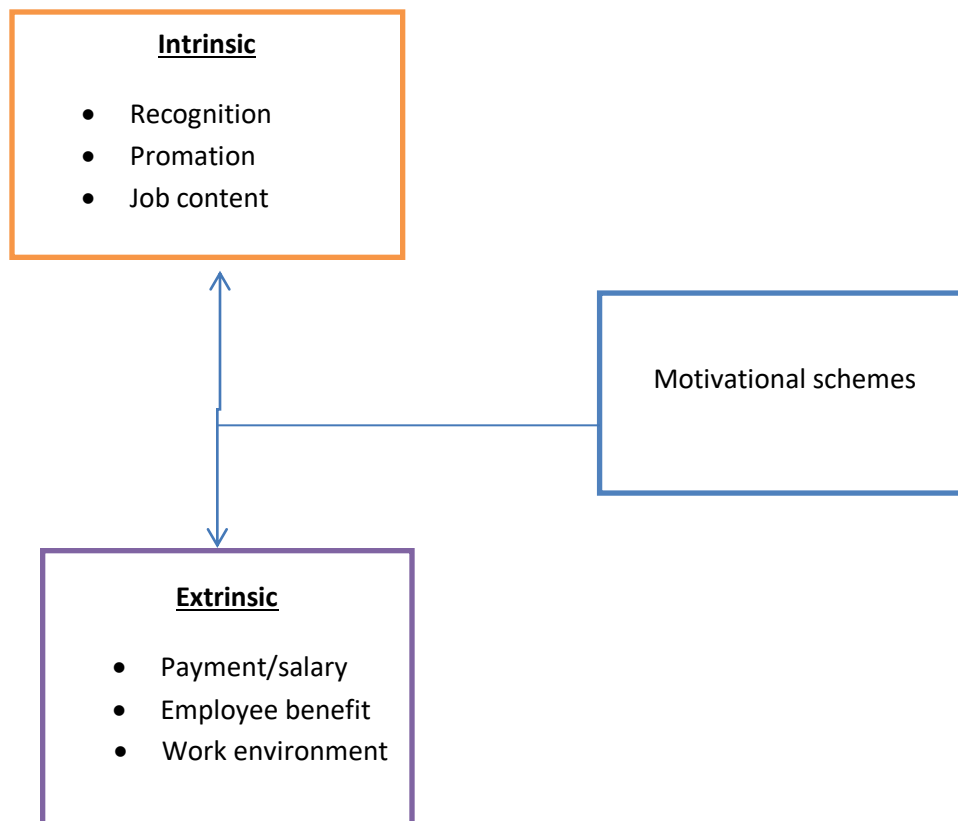 Intrinsic
• Recognition
• Promation
• Job content
Motivational schemes
Extrinsic
• Payment/salary
• Employee benefit
• Work environment